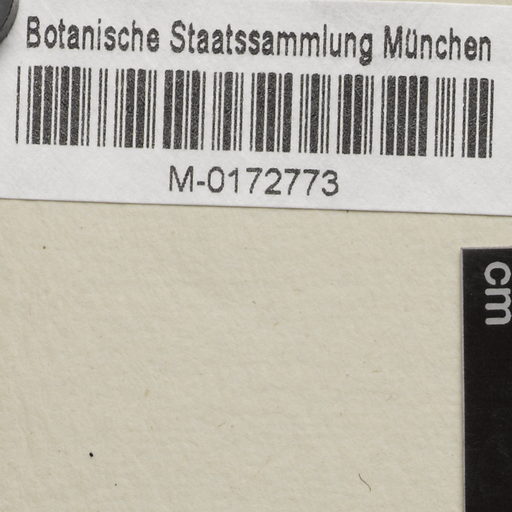 Botanische Staatssammlung München
M-0172773
cm